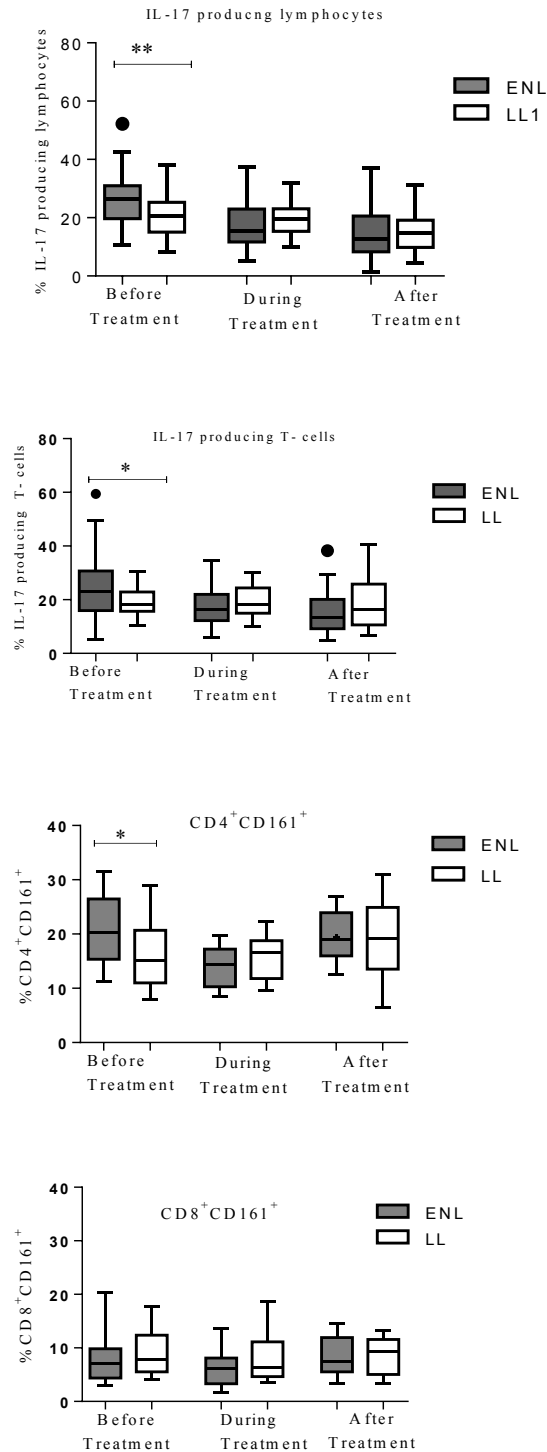 IL-17 producng lymphocytes
% IL-17 producing lymphocytes
80
60
40
20
0
**
ENL
LL1
Before
Treatment
During
Treatment
After
Treatment
IL-17 producing T- cells
% IL-17 producing T- cells
80
60
40
20
0
*
ENL
LL
Before
Treatment
During
Treatment
After
Treatment
CD4⁺CD161⁺
%CD4⁺CD161⁺
40
30
20
10
0
*
ENL
LL
Before
Treatment
During
Treatment
After
Treatment
CD8⁺CD161⁺
%CD8⁺CD161⁺
40
30
20
10
0
ENL
LL
Before
Treatment
During
Treatment
After
Treatment